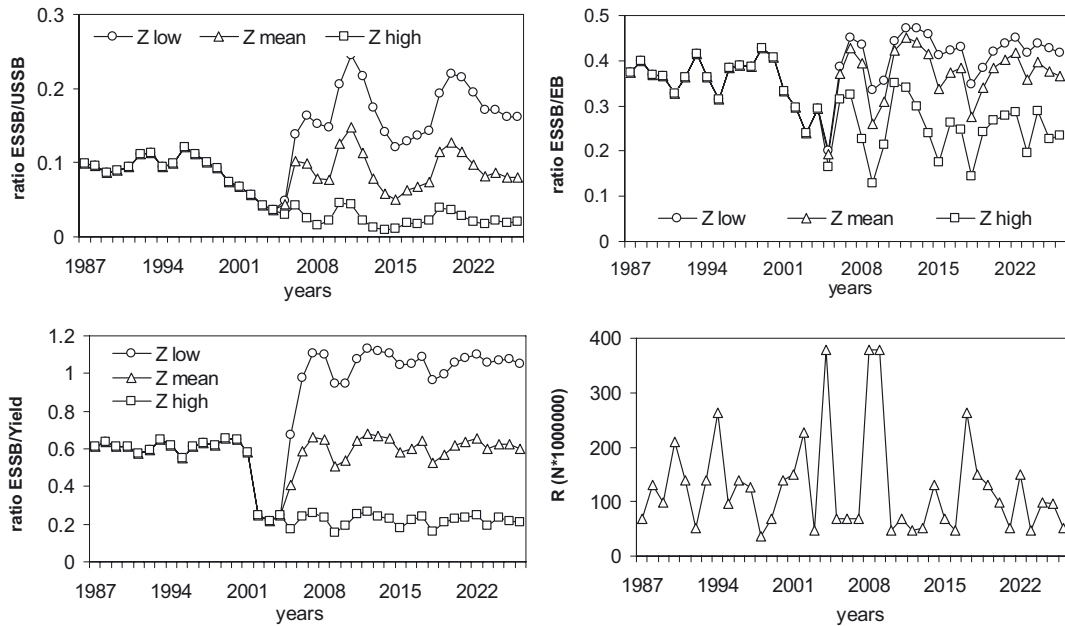 ratio ESSB/USSB
0.3
0.2
0.1
0
Z low Z mean Z high
1987 1994 2001 2008 2015 2022
years
ratio ESSB/EB
0.5
0.4
0.3
0.2
0.1
0
Z low Z mean Z high
1987 1994 2001 2008 2015 2022
years
ratio ESSB/Yield
1.2
1
0.8
0.6
0.4
0.2
0
Z low
Z mean
Z high
1987 1994 2001 2008 2015 2022
years
R (N*1000000)
400
300
200
100
0
1987 1994 2001 2008 2015 2022
years